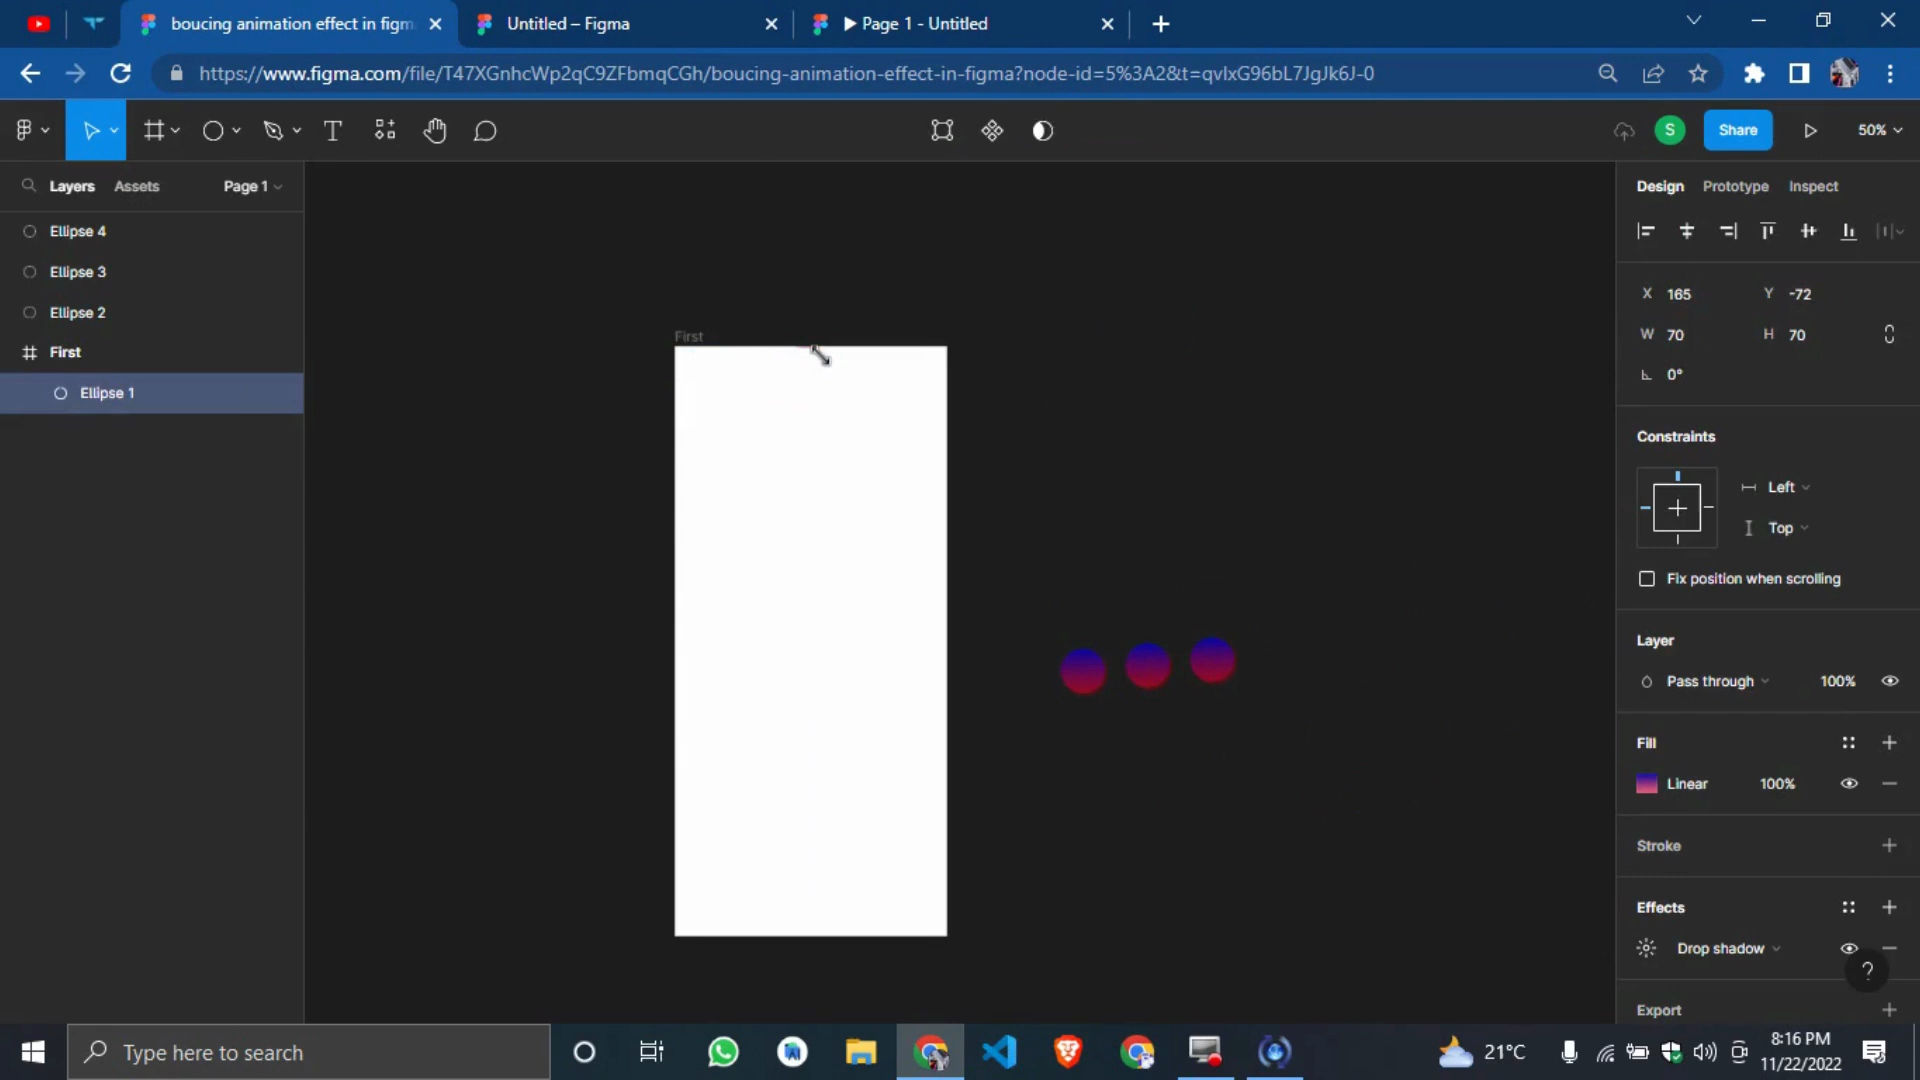 boucing animation effect in figm
Untitled – Figma
Page 1 - Untitled
https://www.figma.com/file/T47XGnhcWp2qC9ZFbmqCGh/boucing-animation-effect-in-figma?node-id=5%3A2&t=qvlxG96bL7JgJk6J-0
S
Share
50%
Layers
Assets
Page 1
Design
Prototype
Inspect
Ellipse 4
Ellipse 3
Ellipse 2
First
Ellipse 1
First
X 165
Y -72
W 70
H 70
0°
Constraints
Left
Top
Fix position when scrolling
Layer
Pass through
100%
Fill
Linear
100%
Stroke
Effects
Drop shadow
?
Export
Type here to search
21°C
8:16 PM
11/22/2022